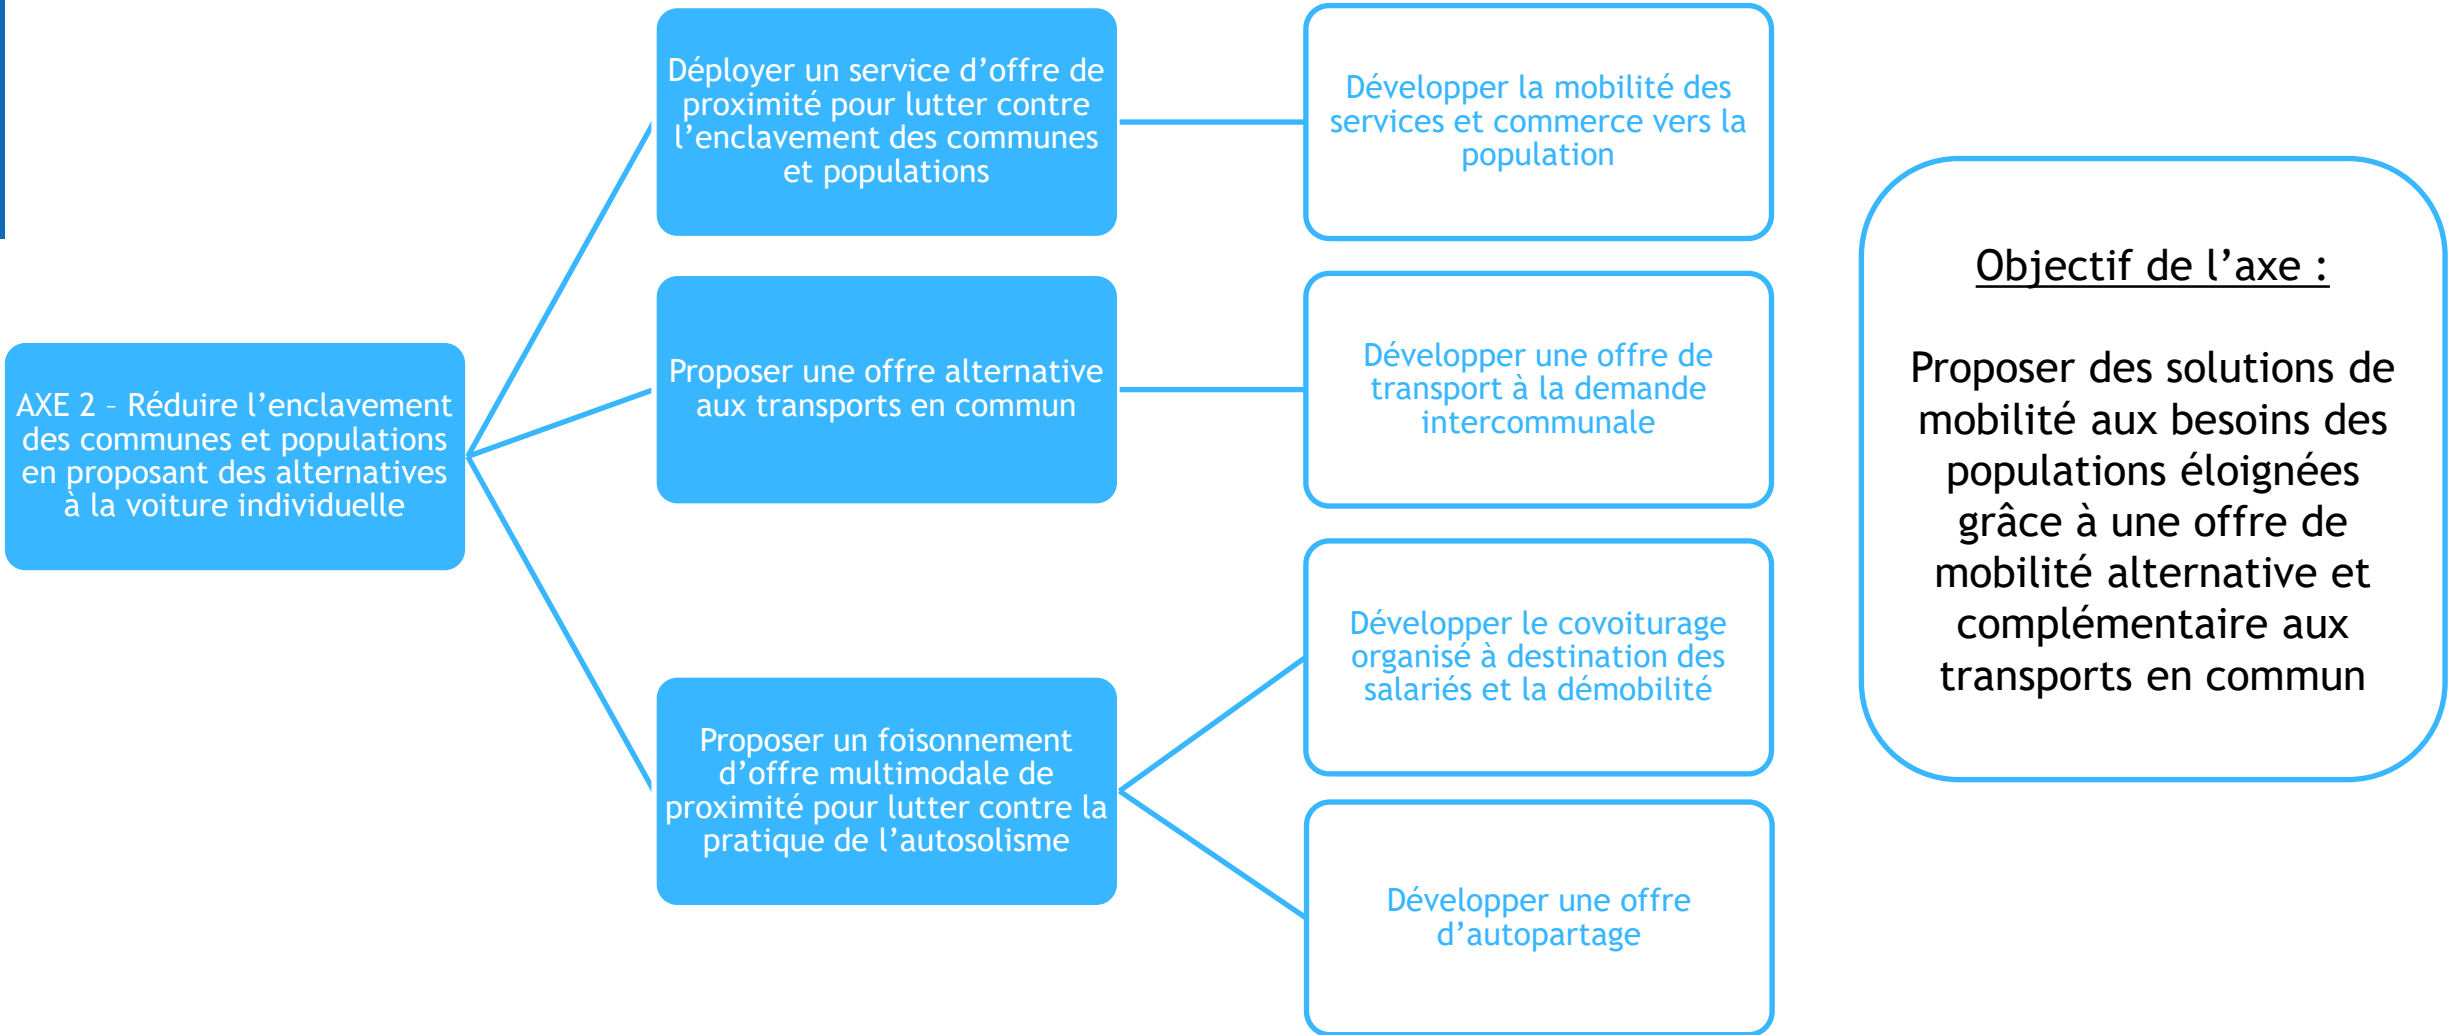 AXE 2 – Réduire l’enclavement
des communes et populations
en proposant des alternatives
à la voiture individuelle
Déployer un service d’offre de
proximité pour lutter contre
l’enclavement des communes
et populations
Développer la mobilité des
services et commerce vers la
population
Proposer une offre alternative
aux transports en commun
Développer une offre de
transport à la demande
intercommunale
Proposer un foisonnement
d’offre multimodale de
proximité pour lutter contre la
pratique de l’autosolisme
Développer le covoiturage
organisé à destination des
salariés et la démobilité
Développer une offre
d’autopartage
Objectif de l’axe :
Proposer des solutions de
mobilité aux besoins des
populations éloignées
grâce à une offre de
mobilité alternative et
complémentaire aux
transports en commun